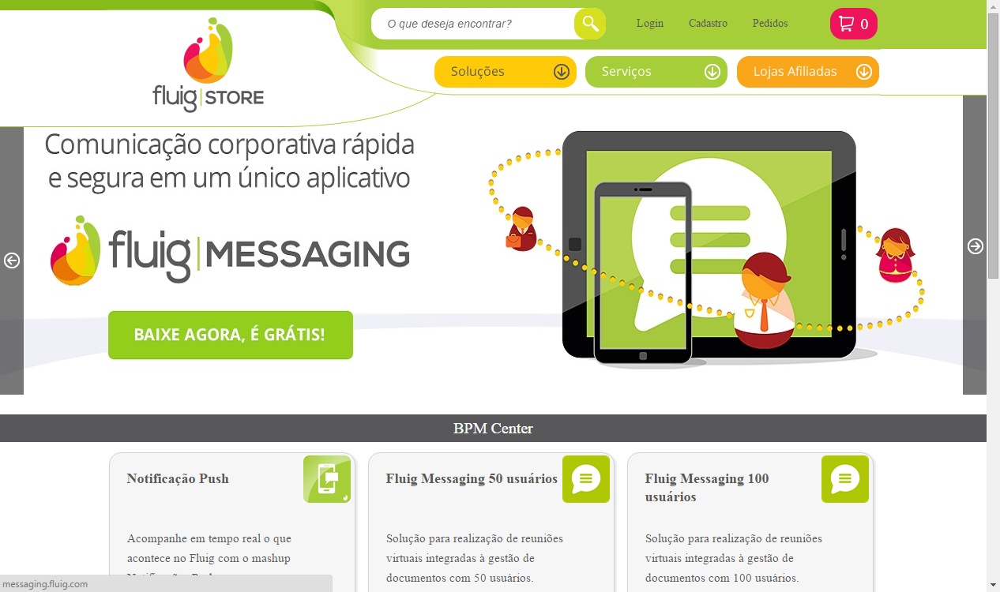 O que deseja encontrar?
Login
Cadastro
Pedidos
0
fluig STORE
Soluções
Serviços
Lojas Afiliadas
Comunicação corporativa rápida
e segura em um único aplicativo
fluig MESSAGING
BAIXE AGORA, É GRÁTIS!
BPM Center
Notificação Push
Acompanhe em tempo real o que
acontece no Fluig com o mashup
Fluig Messaging 50 usuários
Solução para realização de reuniões
virtuais integradas à gestão de
documentos com 50 usuários.
Fluig Messaging 100
usuários
Solução para realização de reuniões
virtuais integradas à gestão de
documentos com 100 usuários.
messaging.fluig.com